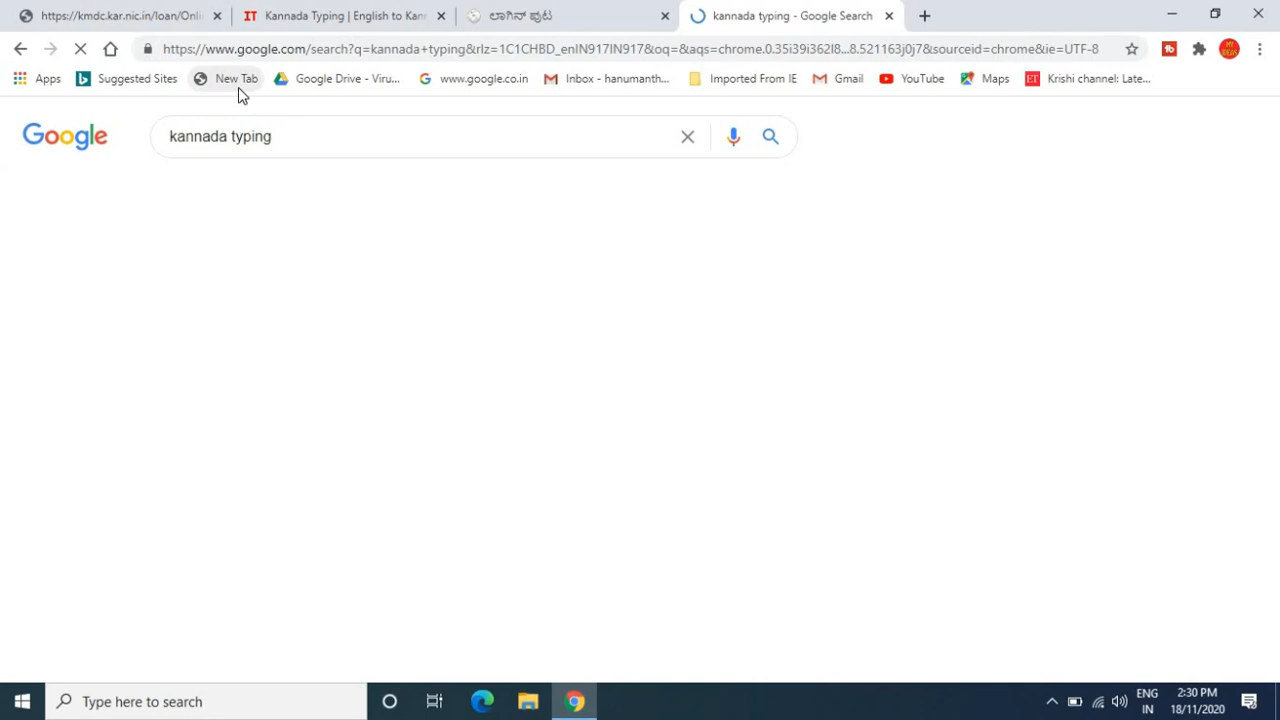 https://kmdc.kar.nic.in/loan/Onli
IT Kannada Typing | English to Kan
ಲಾಗಿನ್ ಪುಟ
kannada typing - Google Search
https://www.google.com/search?q=kannada+typing&rlz=1C1CHBD_enIN917IN917&oq=&aqs=chrome.0.35i39i362l8...8.521163j0j7&sourceid=chrome&ie=UTF-8
Apps
Suggested Sites
New Tab
Google Drive - Viru...
www.google.co.in
Inbox - hanumanth...
Imported From IE
Gmail
YouTube
Maps
ET Krishi channel: Late...
Google
kannada typing
Type here to search
ENG
IN
2:30 PM
18/11/2020